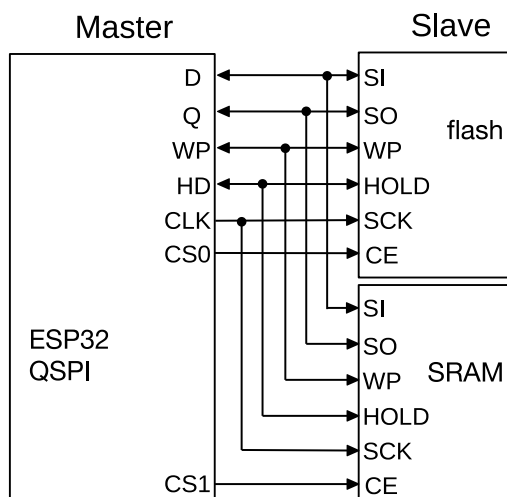 Master
Slave
D
Q
WP
HD
CLK
CS0
ESP32
QSPI
CS1
SI
SO
WP
HOLD
SCK
CE
flash
SI
SO
WP
HOLD
SCK
CE
SRAM